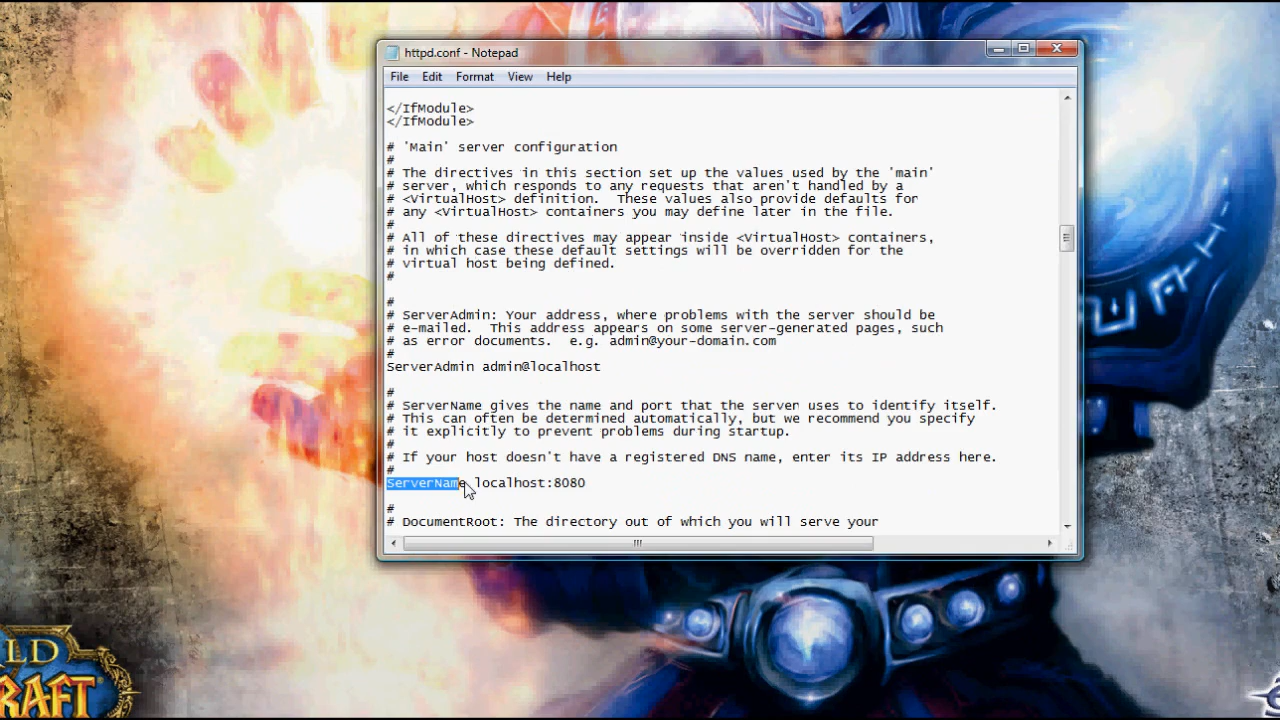 httpd.conf - Notepad
File Edit Format View Help
</IfModule>
</IfModule>
# 'Main' server configuration
#
# The directives in this section set up the values used by the 'main'
# server, which responds to any requests that aren't handled by a
# <VirtualHost> definition.  These values also provide defaults for
# any <VirtualHost> containers you may define later in the file.
#
# All of these directives may appear inside <VirtualHost> containers,
# in which case these default settings will be overridden for the
# virtual host being defined.
#
#
# ServerAdmin: Your address, where problems with the server should be
# e-mailed.  This address appears on some server-generated pages, such
# as error documents.  e.g. admin@your-domain.com
#
ServerAdmin admin@localhost
#
# ServerName gives the name and port that the server uses to identify itself.
# This can often be determined automatically, but we recommend you specify
# it explicitly to prevent problems during startup.
#
# If your host doesn't have a registered DNS name, enter its IP address here.
#
ServerName localhost:8080
#
# DocumentRoot: The directory out of which you will serve your
LD
RAFT